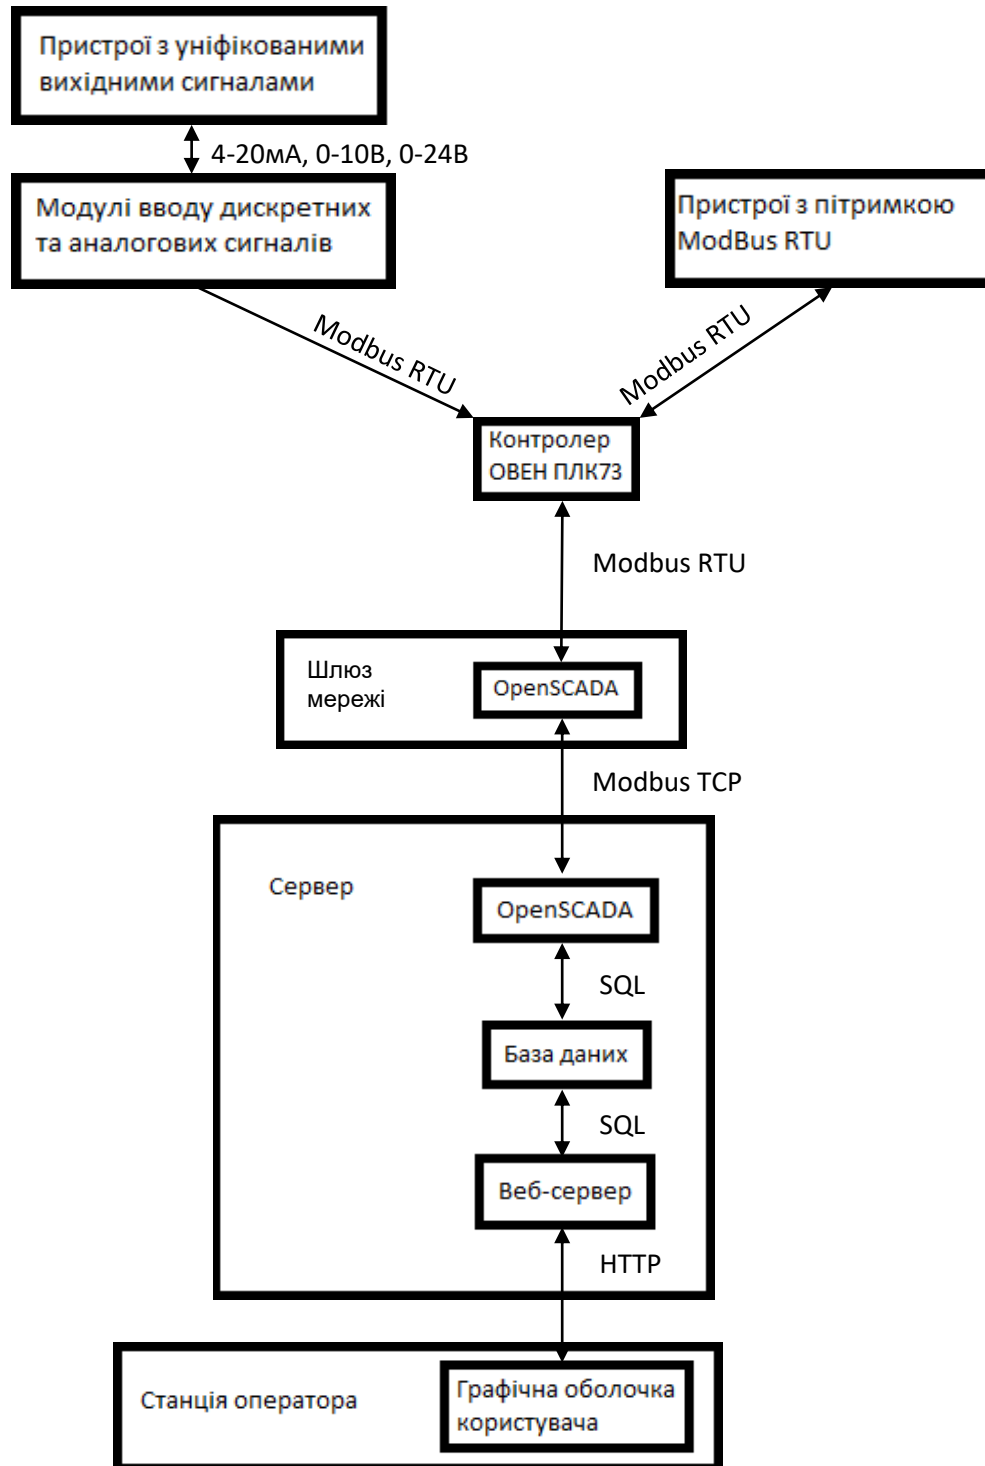 Пристрої з уніфікованими
вихідними сигналами
4-20мА, 0-10В, 0-24В
Модулі вводу дискретних
та аналогових сигналів
Пристрої з пітримкою
ModBus RTU
Modbus RTU
Modbus RTU
Контролер
ОВЕН ПЛК73
Modbus RTU
Шлюз
мережі
OpenSCADA
Modbus TCP
Сервер
OpenSCADA
SQL
База даних
SQL
Веб-сервер
HTTP
Станція оператора
Графічна оболочка
користувача